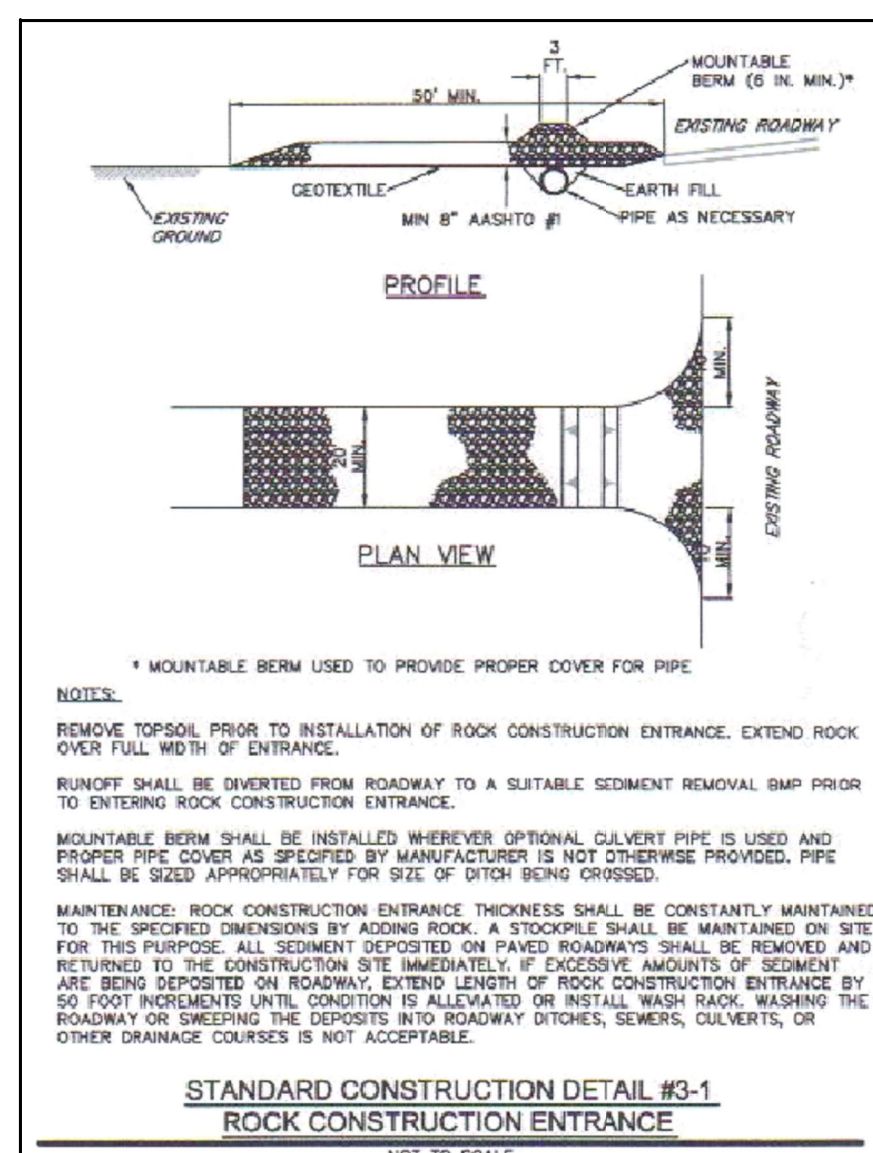 3
FT.
MOUNTABLE
BERM (6 IN. MIN.)*
50' MIN.
EXISTING ROADWAY
GEOTEXTILE
EARTH FILL
EXISTING
GROUND
MIN 8" AASHTO #1
PIPE AS NECESSARY
PROFILE
MIN.
20'
MIN.
EXISTING ROADWAY
10'
MIN.
PLAN VIEW
* MOUNTABLE BERM USED TO PROVIDE PROPER COVER FOR PIPE
NOTES:
REMOVE TOPSOIL PRIOR TO INSTALLATION OF ROCK CONSTRUCTION ENTRANCE. EXTEND ROCK
OVER FULL WIDTH OF ENTRANCE.
RUNOFF SHALL BE DIVERTED FROM ROADWAY TO A SUITABLE SEDIMENT REMOVAL BMP PRIOR
TO ENTERING ROCK CONSTRUCTION ENTRANCE.
MOUNTABLE BERM SHALL BE INSTALLED WHEREVER OPTIONAL CULVERT PIPE IS USED AND
PROPER PIPE COVER AS SPECIFIED BY MANUFACTURER IS NOT OTHERWISE PROVIDED. PIPE
SHALL BE SIZED APPROPRIATELY FOR SIZE OF DITCH BEING CROSSED.
MAINTENANCE: ROCK CONSTRUCTION ENTRANCE THICKNESS SHALL BE CONSTANTLY MAINTAINED
TO THE SPECIFIED DIMENSIONS BY ADDING ROCK. A STOCKPILE SHALL BE MAINTAINED ON SITE
FOR THIS PURPOSE. ALL SEDIMENT DEPOSITED ON PAVED ROADWAYS SHALL BE REMOVED AND
RETURNED TO THE CONSTRUCTION SITE IMMEDIATELY. IF EXCESSIVE AMOUNTS OF SEDIMENT
ARE BEING DEPOSITED ON ROADWAY, EXTEND LENGTH OF ROCK CONSTRUCTION ENTRANCE BY
50 FOOT INCREMENTS UNTIL CONDITION IS ALLEVIATED OR INSTALL WASH RACK. WASHING THE
ROADWAY OR SWEEPING THE DEPOSITS INTO ROADWAY DITCHES, SEWERS, CULVERTS, OR
OTHER DRAINAGE COURSES IS NOT ACCEPTABLE.
STANDARD CONSTRUCTION DETAIL #3-1
ROCK CONSTRUCTION ENTRANCE
NOT TO SCALE